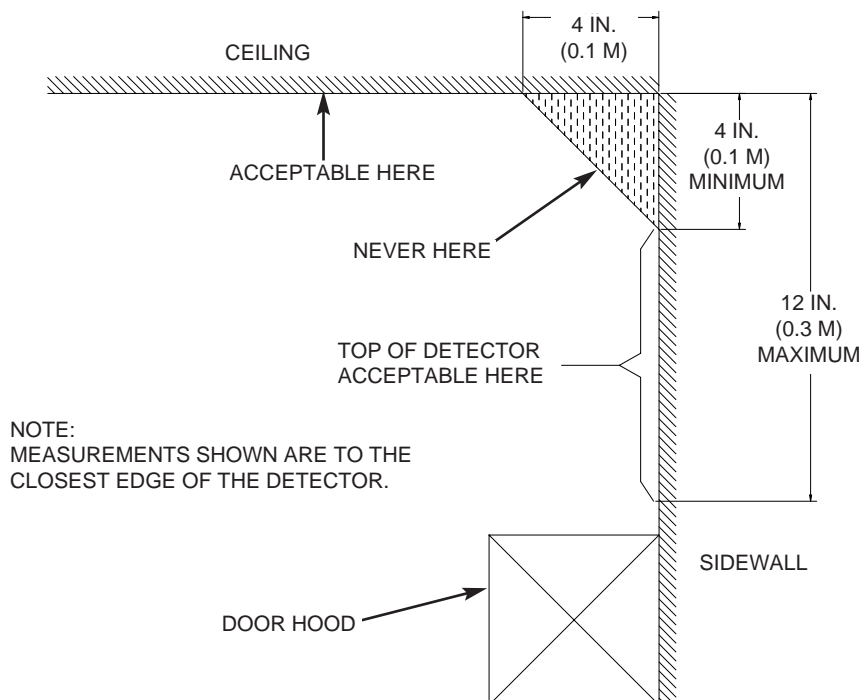 4 IN.
(0.1 M)
CEILING
4 IN.
(0.1 M)
MINIMUM
ACCEPTABLE HERE
NEVER HERE
12 IN.
(0.3 M)
MAXIMUM
TOP OF DETECTOR
ACCEPTABLE HERE
NOTE:
MEASUREMENTS SHOWN ARE TO THE
CLOSEST EDGE OF THE DETECTOR.
SIDEWALL
DOOR HOOD